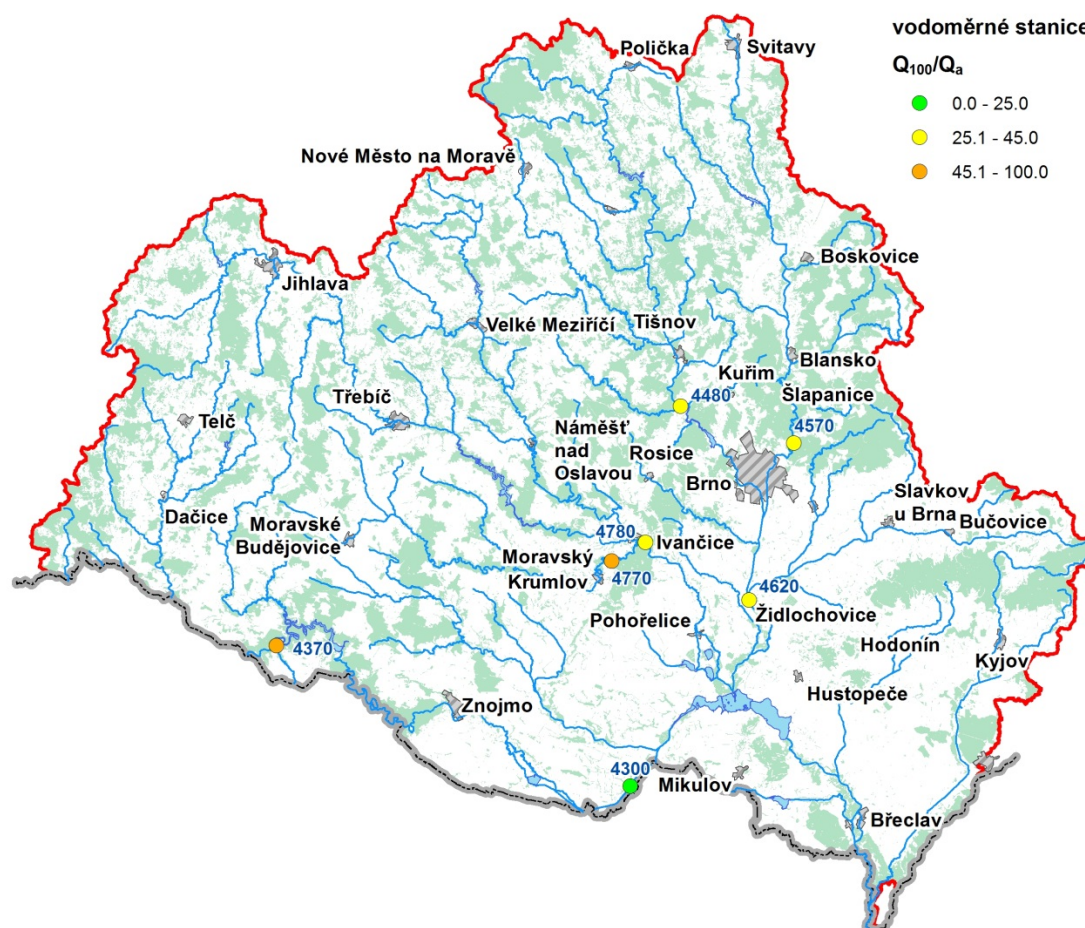 vodoměrné stanice
Q₁₀₀/Qₐ
0.0 - 25.0
25.1 - 45.0
45.1 - 100.0
Polička
Svitavy
Nové Město na Moravě
Boskovice
Jihlava
Velké Meziříčí
Tišnov
Blansko
Kuřim
4480
Šlapanice
Třebíč
Telč
4570
Náměšť
nad
Oslavou
Rosice
Brno
Slavkov
u Brna
Bučovice
Dačice
Moravské
Budějovice
4780
Ivančice
Moravský
Krumlov
4770
4620
Židlochovice
Pohořelice
Hodonín
Kyjov
4370
Hustopeče
Znojmo
4300
Mikulov
Břeclav